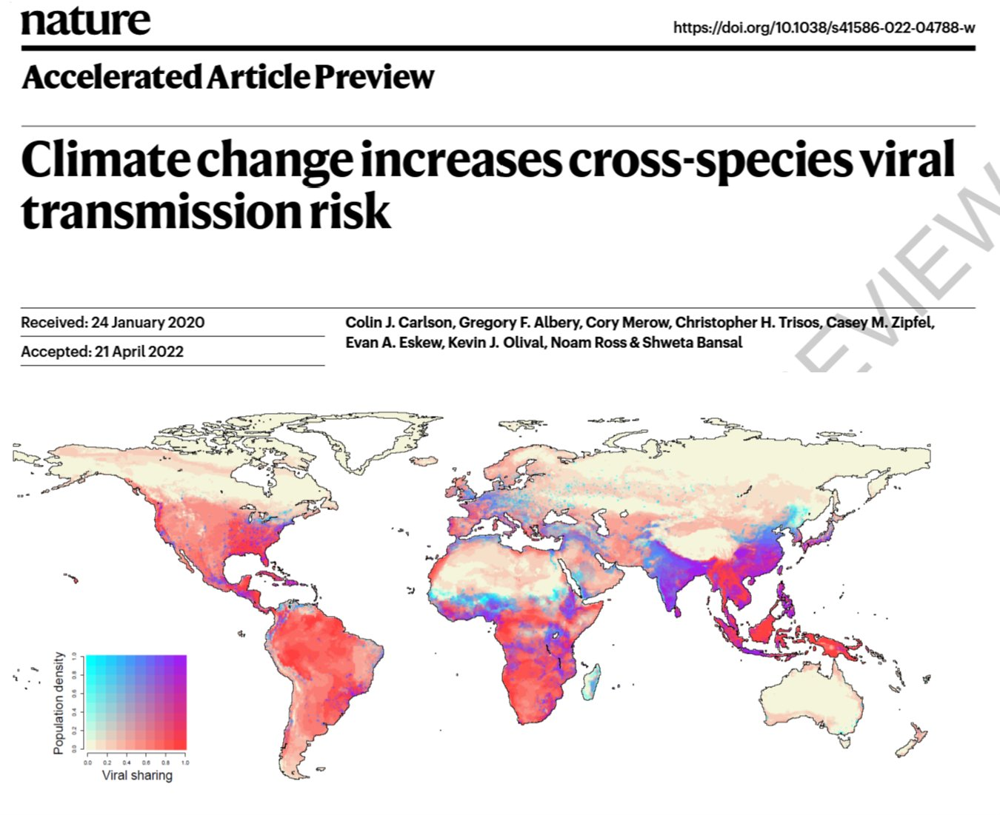 nature
https://doi.org/10.1038/s41586-022-04788-w
Accelerated Article Preview
Climate change increases cross-species viral
transmission risk
Received: 24 January 2020
Accepted: 21 April 2022
Colin J. Carlson, Gregory F. Albery, Cory Merow, Christopher H. Trisos, Casey M. Zipfel,
Evan A. Eskew, Kevin J. Olival, Noam Ross & Shweta Bansal
EVIEW
Population density
1.0
0.8
0.6
0.4
0.2
0.0
0.0 0.2 0.4 0.6 0.8 1.0
Viral sharing